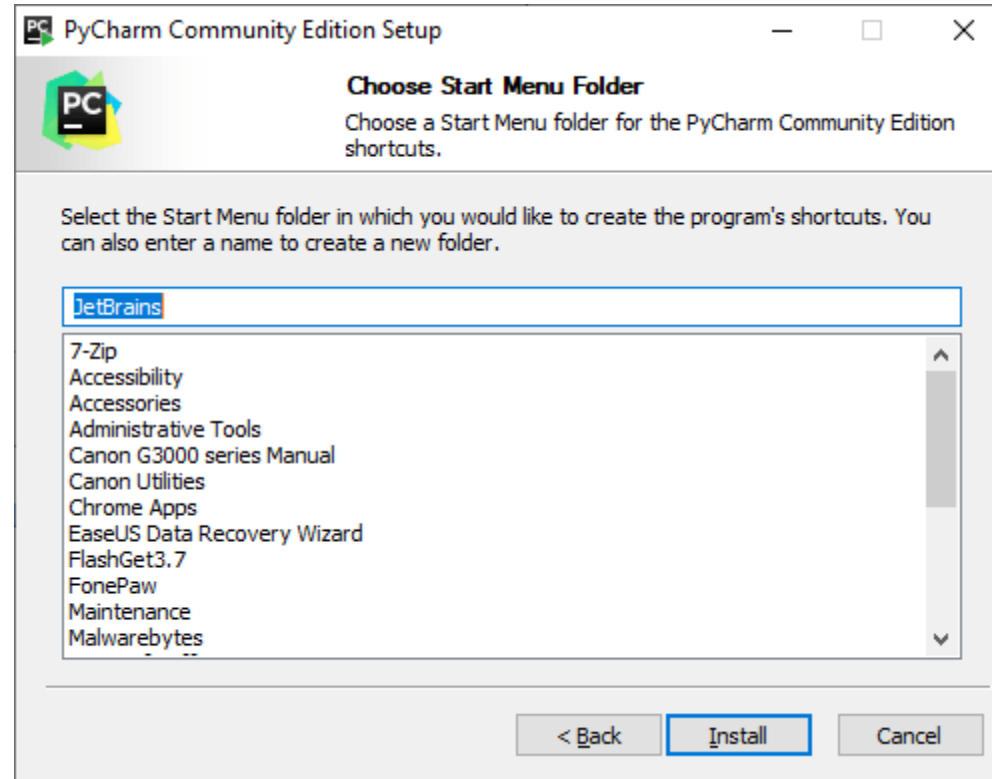 PyCharm Community Edition Setup
PC
Choose Start Menu Folder
Choose a Start Menu folder for the PyCharm Community Edition
shortcuts.
Select the Start Menu folder in which you would like to create the program's shortcuts. You
can also enter a name to create a new folder.
JetBrains
7-Zip
Accessibility
Accessories
Administrative Tools
Canon G3000 series Manual
Canon Utilities
Chrome Apps
EaseUS Data Recovery Wizard
FlashGet3.7
FonePaw
Maintenance
Malwarebytes
< Back
Install
Cancel